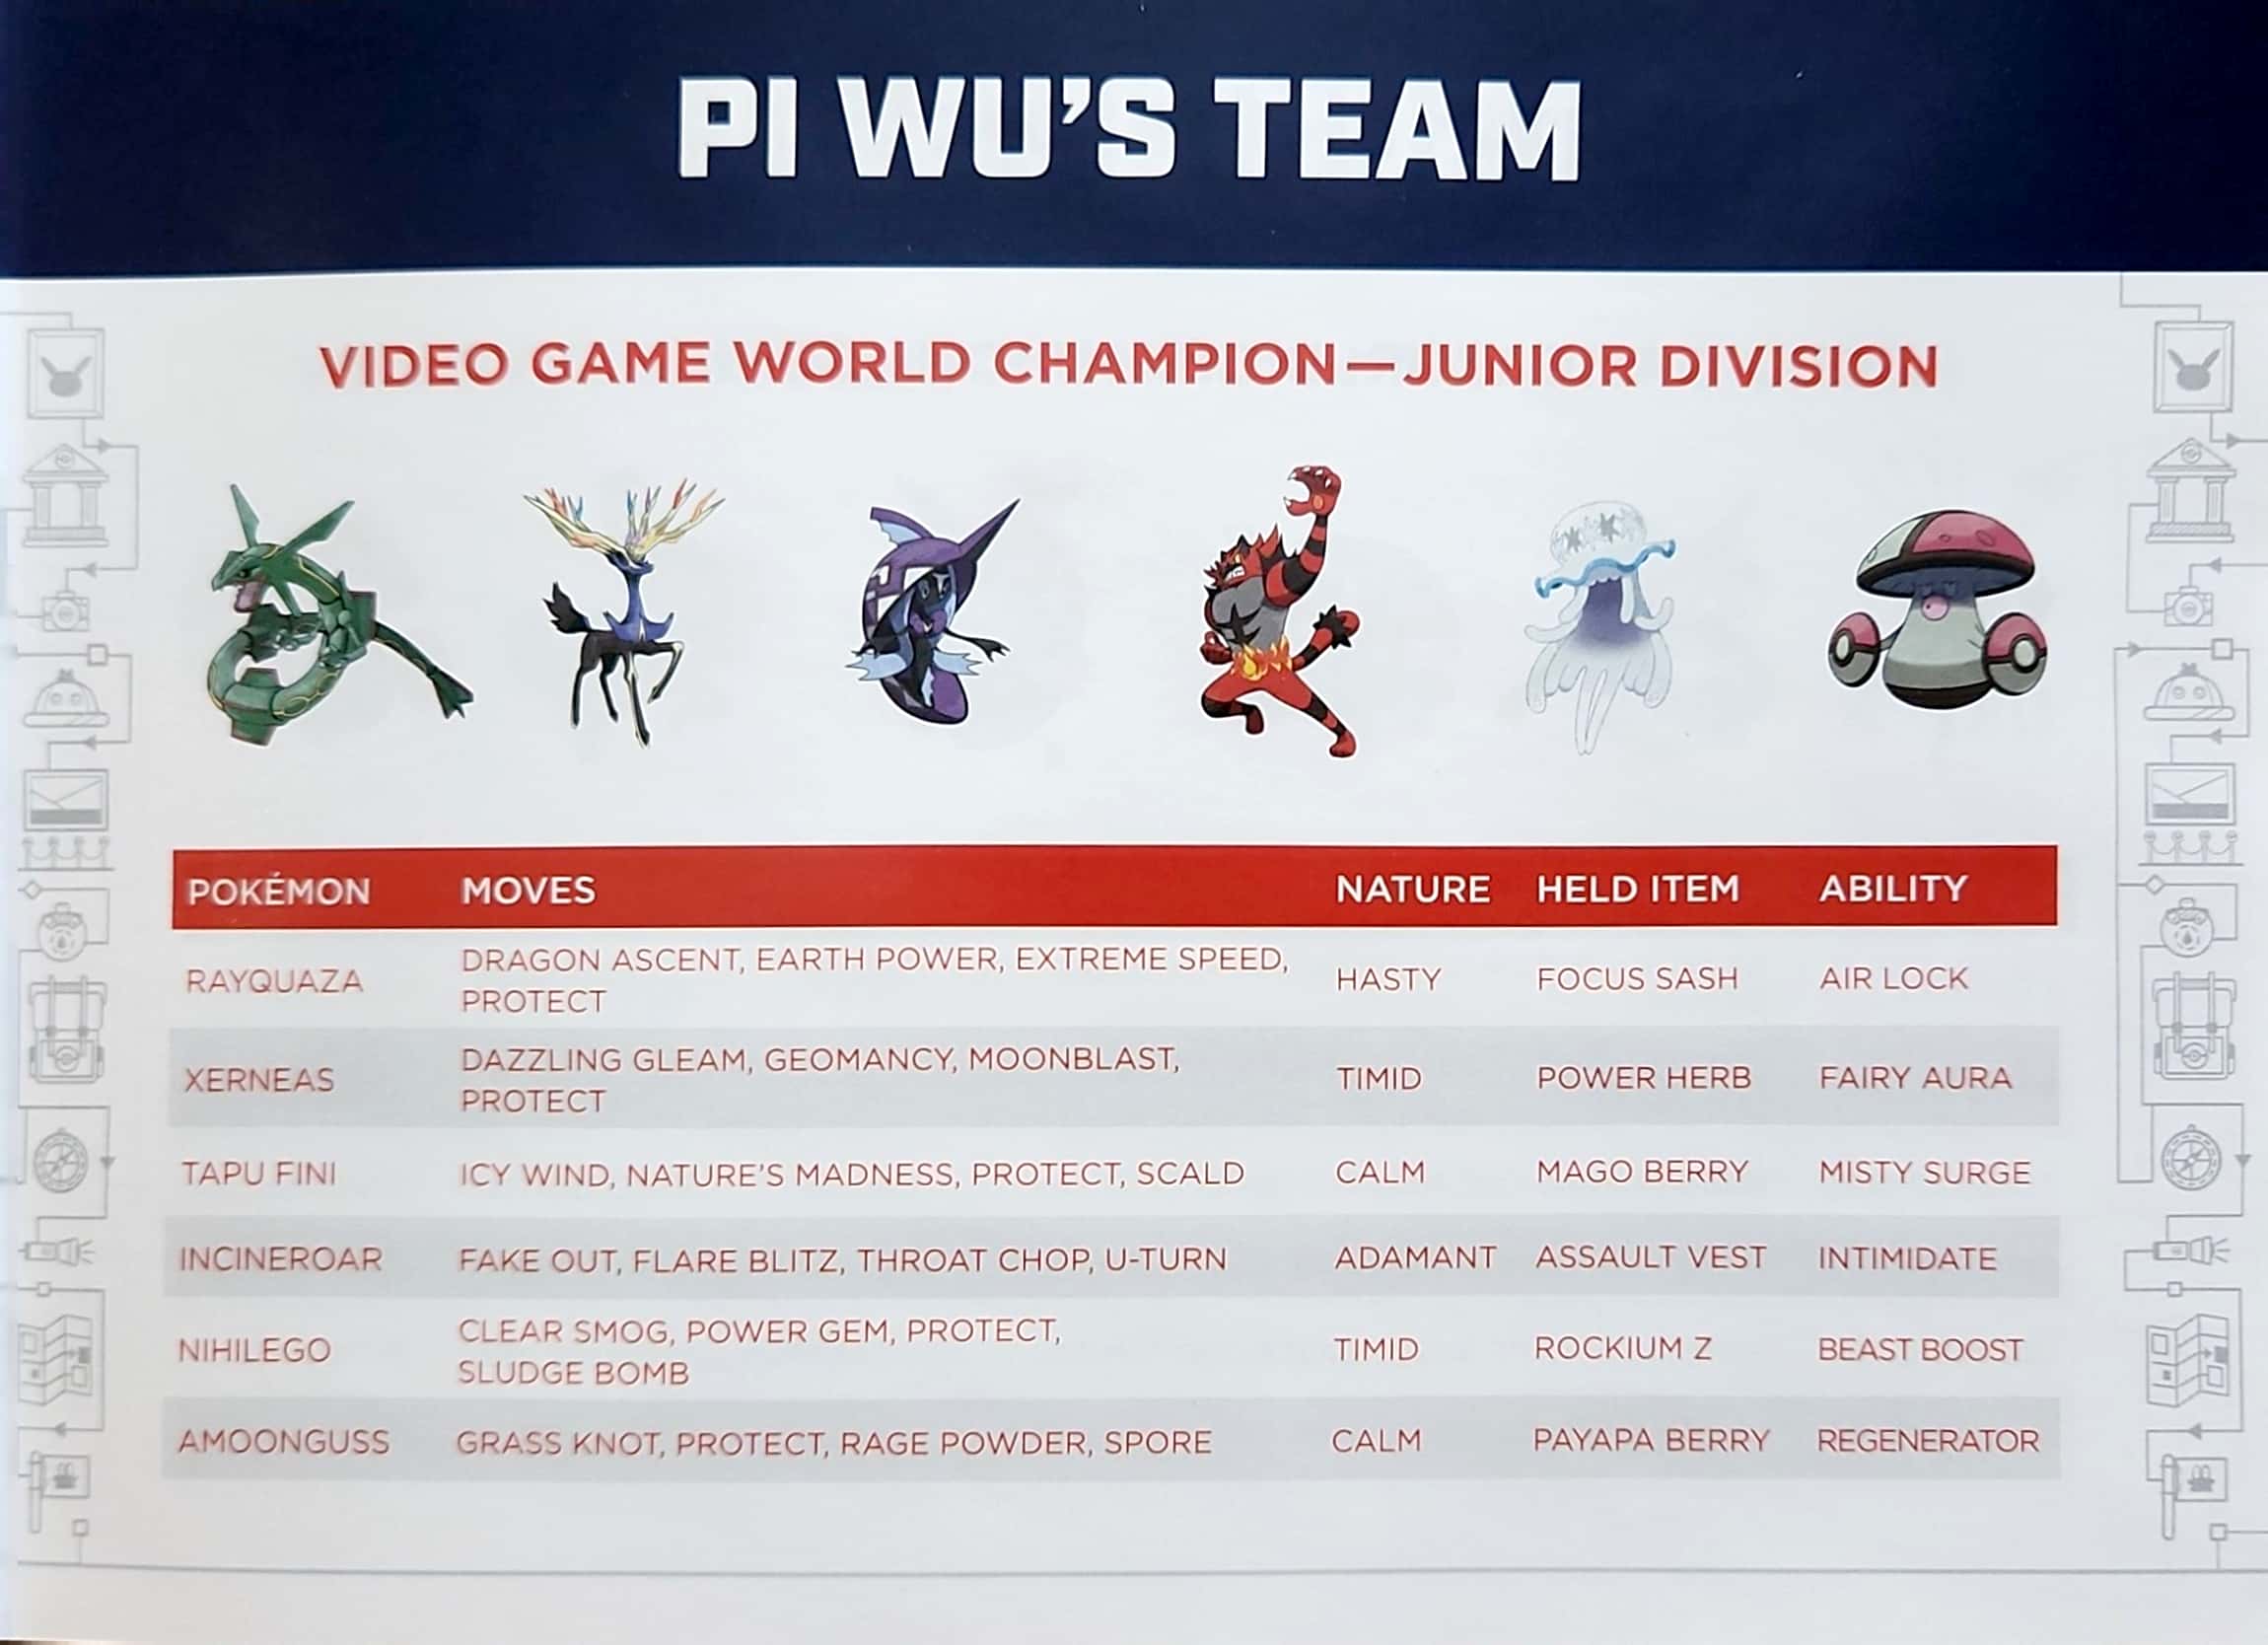 PI WU'S TEAM
VIDEO GAME WORLD CHAMPION—JUNIOR DIVISION
POKÉMON MOVES NATURE HELD ITEM ABILITY
RAYQUAZA DRAGON ASCENT, EARTH POWER, EXTREME SPEED, HASTY FOCUS SASH AIR LOCK
PROTECT
XERNEAS DAZZLING GLEAM, GEOMANCY, MOONBLAST, TIMID POWER HERB FAIRY AURA
PROTECT
TAPU FINI ICY WIND, NATURE'S MADNESS, PROTECT, SCALD CALM MAGO BERRY MISTY SURGE
INCINEROAR FAKE OUT, FLARE BLITZ, THROAT CHOP, U-TURN ADAMANT ASSAULT VEST INTIMIDATE
NIHILEGO CLEAR SMOG, POWER GEM, PROTECT, TIMID ROCKIUM Z BEAST BOOST
SLUDGE BOMB
AMOONGUSS GRASS KNOT, PROTECT, RAGE POWDER, SPORE CALM PAYAPA BERRY REGENERATOR